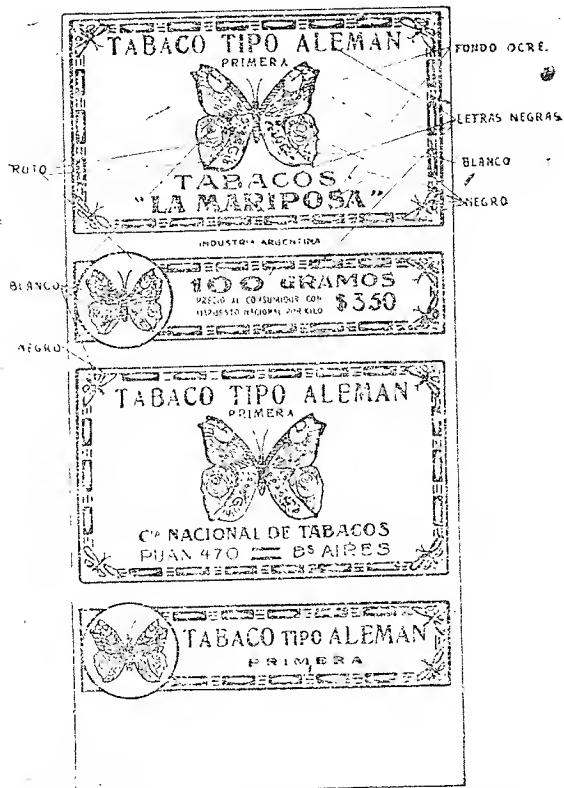 TABACO TIPO ALEMAN
PRIMERA
TABACOS
"LA MARIPOSA"
INDUSTRIA ARGENTINA
100 GRAMOS
PRECIO AL CONSUMIDOR CON
IMPUESTO NACIONAL POR KILO
$3.50
TABACO TIPO ALEMAN
PRIMERA
Cıᵃ NACIONAL DE TABACOS
PUAN 470 = Bˢ AIRES
TABACO TIPO ALEMAN
PRIMERA
FONDO OCRE.
LETRAS NEGRAS
BLANCO
NEGRO
BLANCO
NEGRO